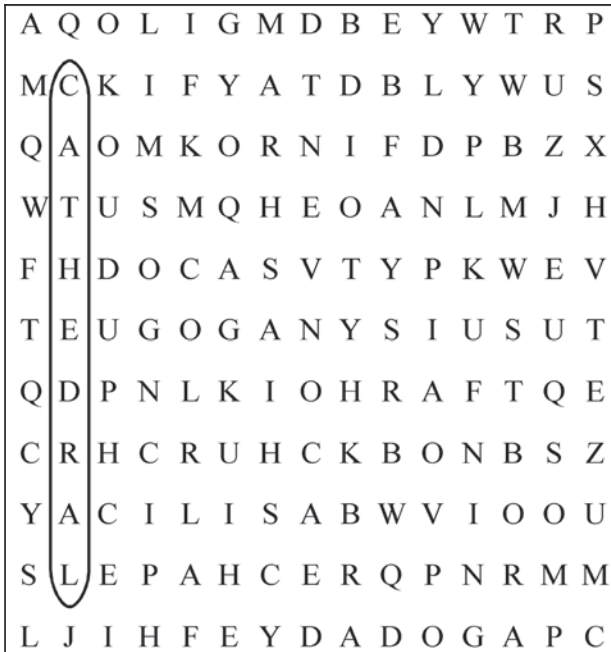 A Q O L I G M D B E Y W T R P
M C K I F Y A T D B L Y W U S
Q A O M K O R N I F D P B Z X
W T U S M Q H E O A N L M J H
F H D O C A S V T Y P K W E V
T E U G O G A N Y S I U S U T
Q D P N L K I O H R A F T Q E
C R H C R U H C K B O N B S Z
Y A C I L I S A B W V I O O U
S L E P A H C E R Q P N R M M
L J I H F E Y D A D O G A P C